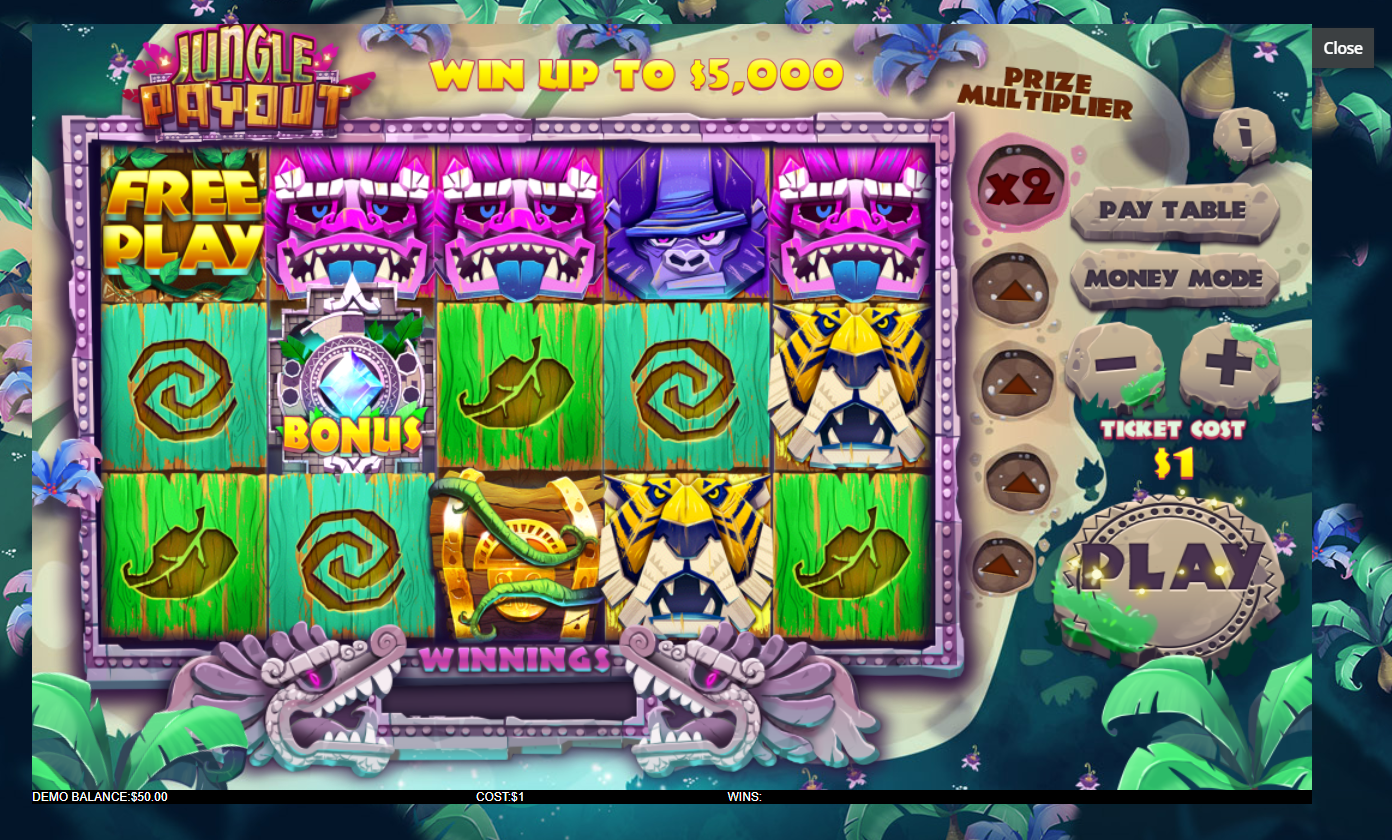 JUNGLE
PAYOUT
WIN UP TO $5,000
PRIZE
MULTIPLIER
Close
i
X2
PAY TABLE
MONEY MODE
FREE
PLAY
BONUS
- +
TICKET COST
$1
PLAY
WINNINGS
DEMO BALANCE:$50.00 COST:$1 WINS: